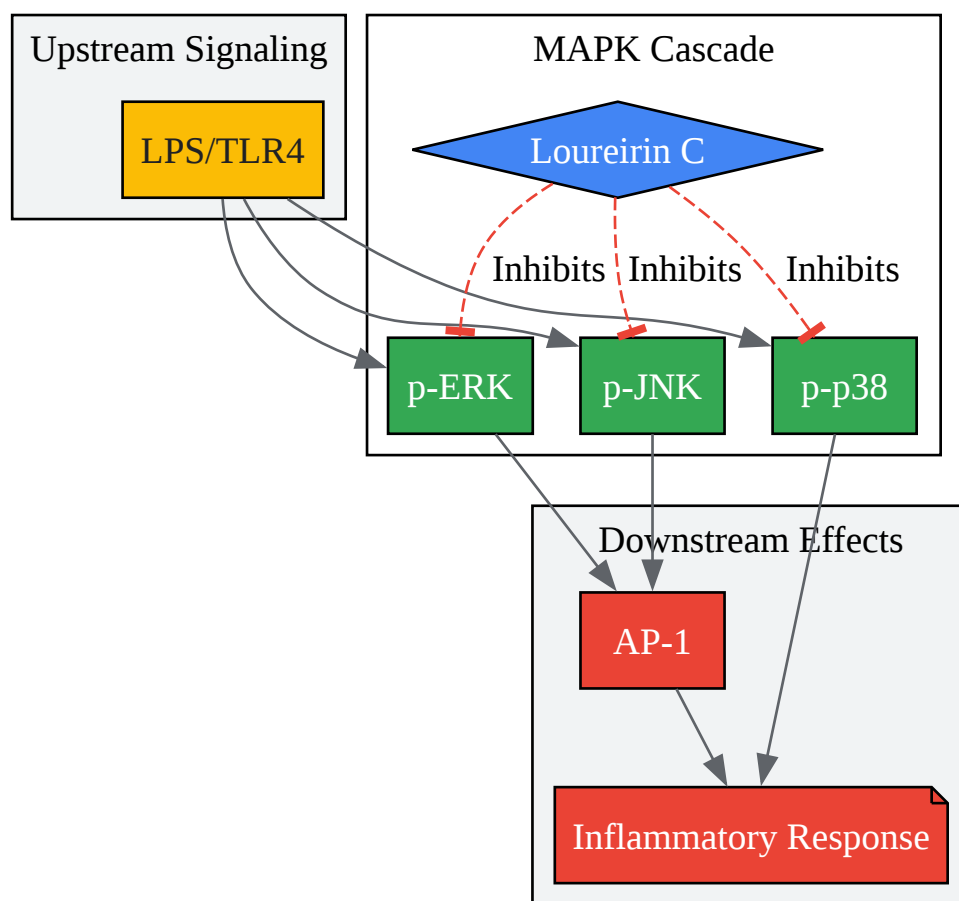 Upstream Signaling
MAPK Cascade
LPS/TLR4
Loureirin C
Inhibits
Inhibits
Inhibits
p-ERK
p-JNK
p-p38
Downstream Effects
AP-1
Inflammatory Response